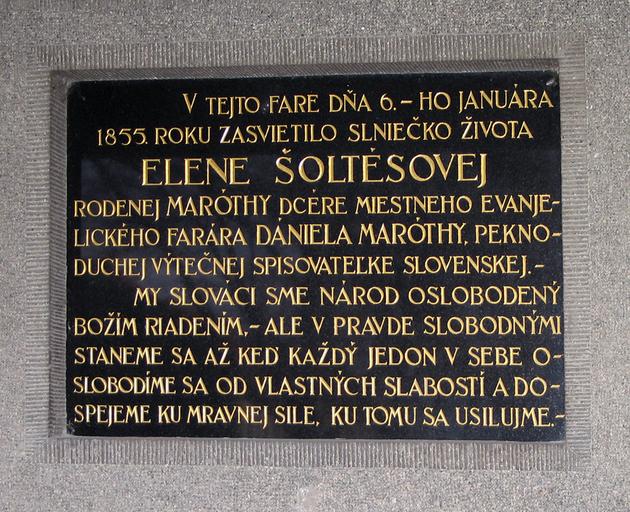 V TEJTO FARE DŇA 6.– HO JANUÁRA
1855. ROKU ZASVIETILO SLNIEČKO ŽIVOTA
ELENE ŠOLTÉSOVEJ
RODENEJ MARÓTHY DCÉRE MIESTNEHO EVANJE–
LICKÉHO FARÁRA DANIELA MARÓTHY, PEKNO–
DUCHEJ VÝTEČNEJ SPISOVATEĽKE SLOVENSKEJ.–
MY SLOVÁCI SME NÁROD OSLOBODENÝ
BOŽÍM RIADENÍM,– ALE V PRAVDE SLOBODNÝMI
STANEME SA AŽ KEĎ KAŽDÝ JEDON V SEBE O–
SLOBODÍME SA OD VLASTNÝCH SLABOSTÍ A DO–
SPEJEME KU MRAVNEJ SILE, KU TOMU SA USILUJME.–